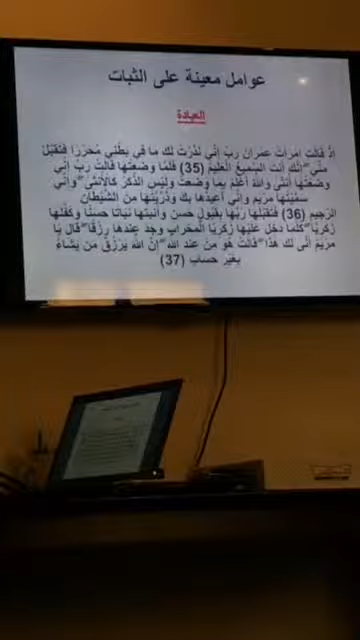 عوامل معينة على الثبات
العبادة
إذ قالت امرأت عمران رب إني نذرت لك ما في بطني محررا فتقبل
مني ۖ إنك أنت السميع العليم (35) فلما وضعتها قالت رب إني
وضعتها أنثى والله أعلم بما وضعت وليس الذكر كالأنثى ۖ وإني
سميتها مريم وإني أعيذها بك وذريتها من الشيطان
الرجيم (36) فتقبلها ربها بقبول حسن وأنبتها نباتا حسنا وكفلها
زكريا ۖ كلما دخل عليها زكريا المحراب وجد عندها رزقا ۖ قال يا
مريم أنى لك هذا ۖ قالت هو من عند الله ۖ إن الله يرزق من يشاء
بغير حساب (37)